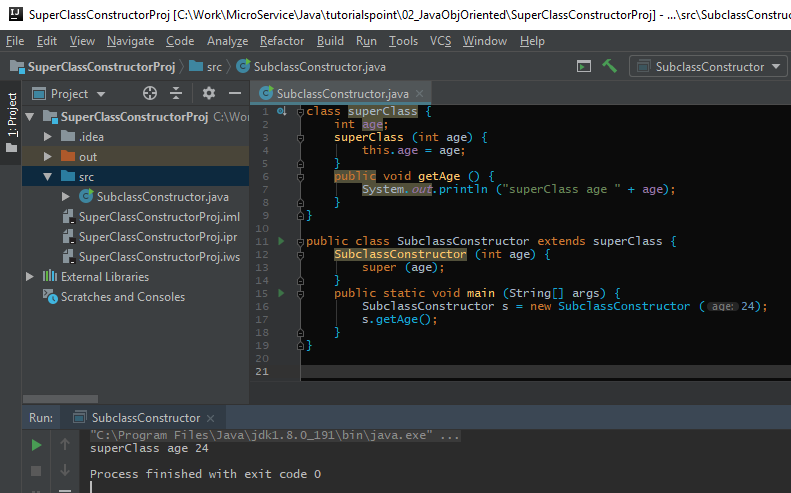 SuperClassConstructorProj [C:\Work\MicroService\Java\tutorialspoint\02_JavaObjOriented\SuperClassConstructorProj] - ...\src\SubclassConstru
File Edit View Navigate Code Analyze Refactor Build Run Tools VCS Window Help
SuperClassConstructorProj src SubclassConstructor.java SubclassConstructor
1: Project
Project
SubclassConstructor.java
SuperClassConstructorProj C:\Wor
.idea
out
src
SubclassConstructor.java
SuperClassConstructorProj.iml
SuperClassConstructorProj.ipr
SuperClassConstructorProj.iws
External Libraries
Scratches and Consoles
1 class superClass {
2 int age;
3 superClass (int age) {
4 this.age = age;
5 }
6 public void getAge () {
7 System.out.println ("superClass age " + age);
8 }
9 }
10
11 public class SubclassConstructor extends superClass {
12 SubclassConstructor (int age) {
13 super (age);
14 }
15 public static void main (String[] args) {
16 SubclassConstructor s = new SubclassConstructor ( age: 24);
17 s.getAge();
18 }
19 }
20
21
Run: SubclassConstructor
"C:\Program Files\Java\jdk1.8.0_191\bin\java.exe" ...
superClass age 24
Process finished with exit code 0